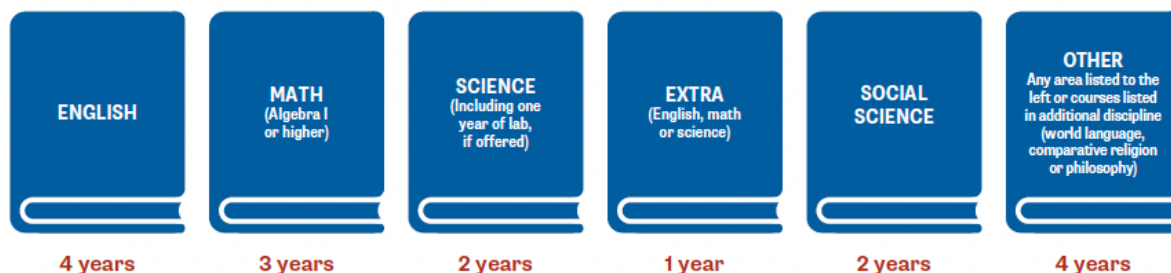 ENGLISH
4 years
MATH
(Algebra I
or higher)
3 years
SCIENCE
(Including one
year of lab,
if offered)
2 years
EXTRA
(English, math
or science)
1 year
SOCIAL
SCIENCE
2 years
OTHER
Any area listed to the
left or courses listed
in additional discipline
(world language,
comparative religion
or philosophy)
4 years